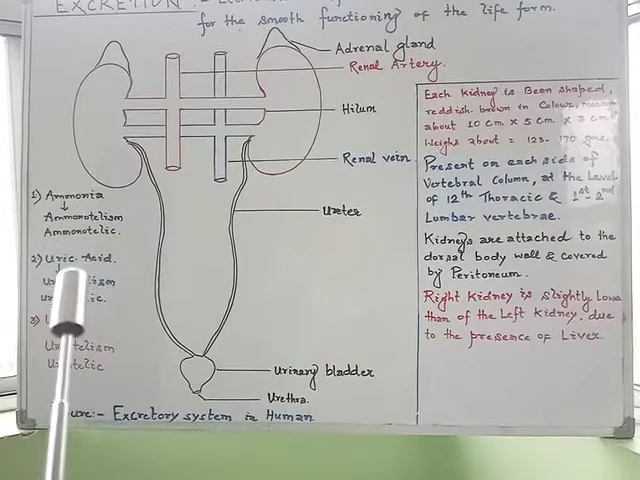 EXCRETION :-
for the smooth functioning of the life form.
Adrenal gland
Renal Artery.
Hilum
Renal vein.
Ureter
Urinary bladder
Urethra.
1) Ammonia
Ammonotelism
Ammonotelic.
2) Uric. Acid.
3)
Figure:- Excretory system in Human.
Each Kidney is Bean shaped,
reddish. brown in Colour,
about 10 Cm. x 5 Cm. x 3 Cm
Weighs about = 125. 170 gms.
Present on each side of
Vertebral Column, at the Level
of 12th Thoracic & 1st - 2nd
Lumbar vertebrae.
Kidneys are attached to the
dorsal body wall & covered
by Peritoneum.
Right Kidney is slightly Lowa
than of the Left Kidney, due
to the presence of Liver.